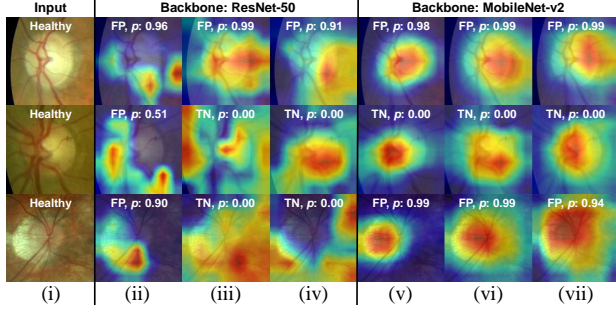 Input Backbone: ResNet-50 Backbone: MobileNet-v2
Healthy FP, p: 0.96 FP, p: 0.99 FP, p: 0.91 FP, p: 0.98 FP, p: 0.99 FP, p: 0.99
Healthy FP, p: 0.51 TN, p: 0.00 TN, p: 0.00 TN, p: 0.00 TN, p: 0.00 TN, p: 0.00
Healthy FP, p: 0.90 TN, p: 0.00 TN, p: 0.00 FP, p: 0.99 FP, p: 0.99 FP, p: 0.94
(i) (ii) (iii) (iv) (v) (vi) (vii)